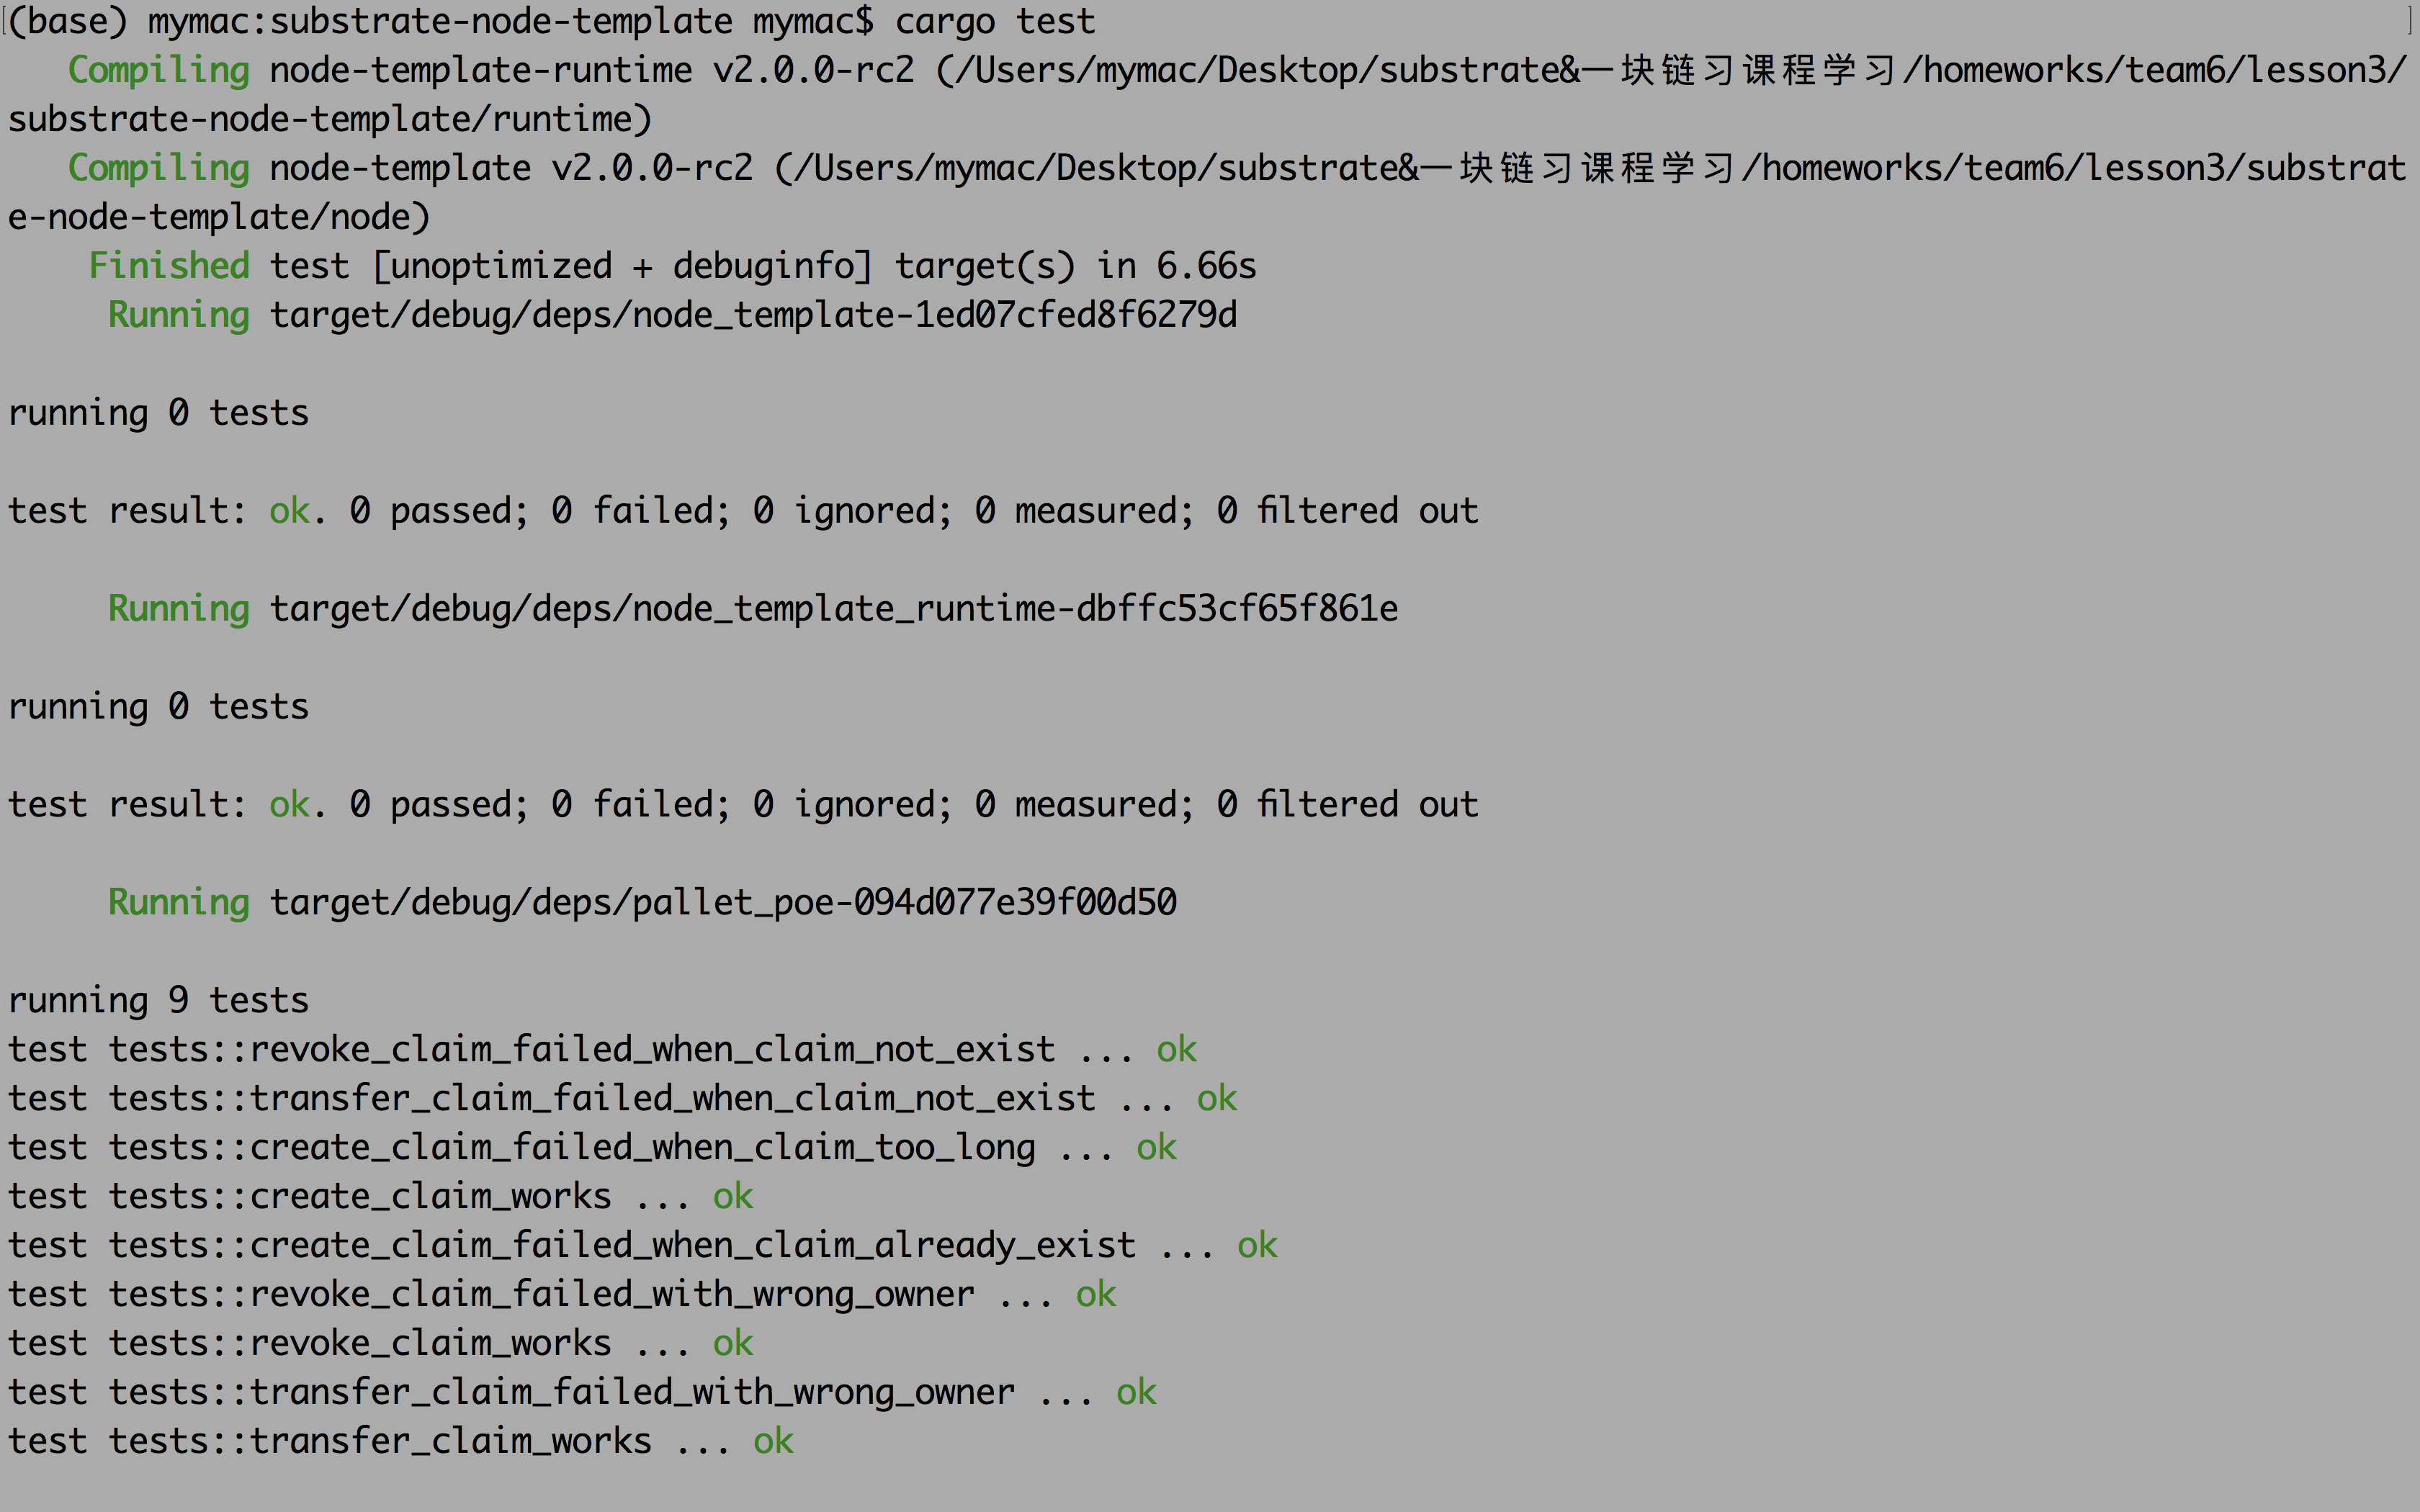 (base) mymac:substrate-node-template mymac$ cargo test
Compiling node-template-runtime v2.0.0-rc2 (/Users/mymac/Desktop/substrate&一块链习课程学习/homeworks/team6/lesson3/
substrate-node-template/runtime)
Compiling node-template v2.0.0-rc2 (/Users/mymac/Desktop/substrate&一块链习课程学习/homeworks/team6/lesson3/substrat
e-node-template/node)
Finished test [unoptimized + debuginfo] target(s) in 6.66s
Running target/debug/deps/node_template-1ed07cfed8f6279d
running 0 tests
test result: ok. 0 passed; 0 failed; 0 ignored; 0 measured; 0 filtered out
Running target/debug/deps/node_template_runtime-dbffc53cf65f861e
running 0 tests
test result: ok. 0 passed; 0 failed; 0 ignored; 0 measured; 0 filtered out
Running target/debug/deps/pallet_poe-094d077e39f00d50
running 9 tests
test tests::revoke_claim_failed_when_claim_not_exist ... ok
test tests::transfer_claim_failed_when_claim_not_exist ... ok
test tests::create_claim_failed_when_claim_too_long ... ok
test tests::create_claim_works ... ok
test tests::create_claim_failed_when_claim_already_exist ... ok
test tests::revoke_claim_failed_with_wrong_owner ... ok
test tests::revoke_claim_works ... ok
test tests::transfer_claim_failed_with_wrong_owner ... ok
test tests::transfer_claim_works ... ok